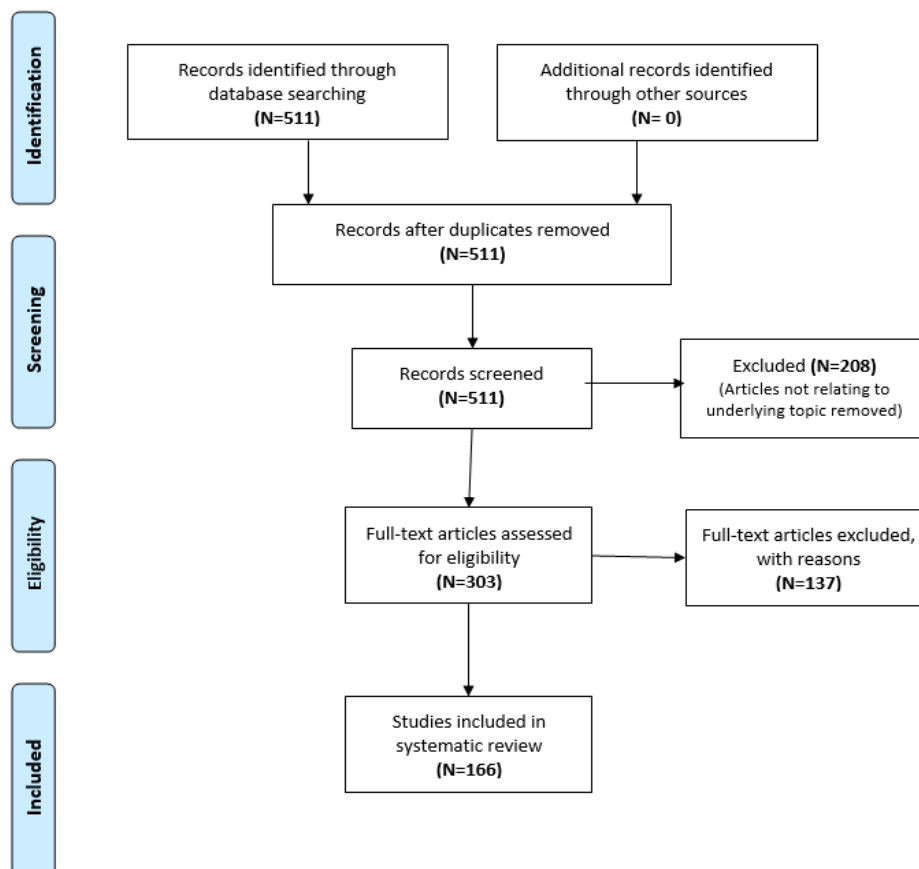 Identification
Records identified through
database searching
(N=511)
Additional records identified
through other sources
(N= 0)
Screening
Records after duplicates removed
(N=511)
Records screened
(N=511)
Excluded (N=208)
(Articles not relating to
underlying topic removed)
Eligibility
Full-text articles assessed
for eligibility
(N=303)
Full-text articles excluded,
with reasons
(N=137)
Included
Studies included in
systematic review
(N=166)